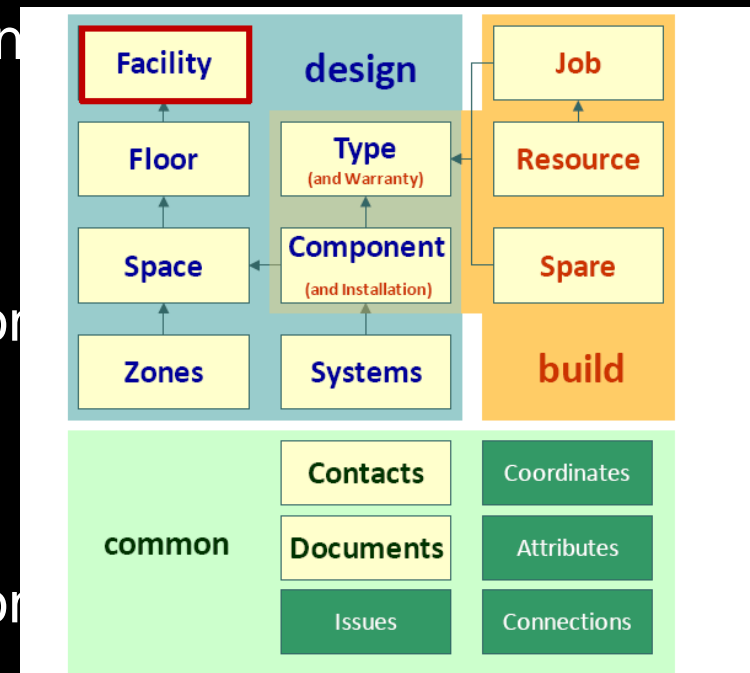 Facility
design
Job
Floor
Type
(and Warranty)
Resource
Space
Component
(and Installation)
Spare
Zones
Systems
build
common
Contacts
Coordinates
Documents
Attributes
Issues
Connections